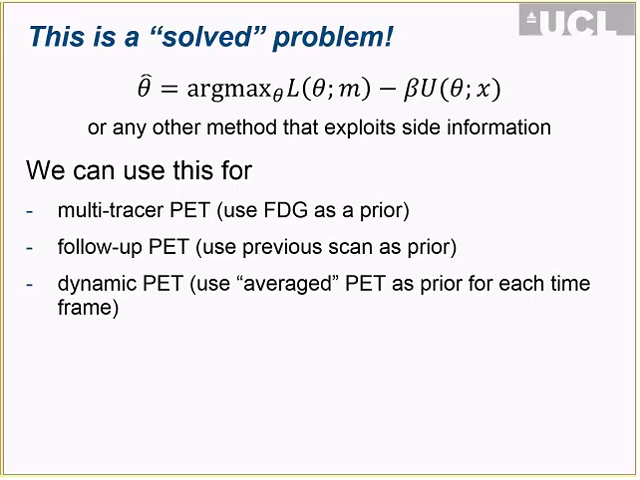 This is a “solved” problem!
UCL
θ̂ = argmaxθL(θ; m) − βU(θ; x)
or any other method that exploits side information
We can use this for
- multi-tracer PET (use FDG as a prior)
- follow-up PET (use previous scan as prior)
- dynamic PET (use “averaged” PET as prior for each time
frame)